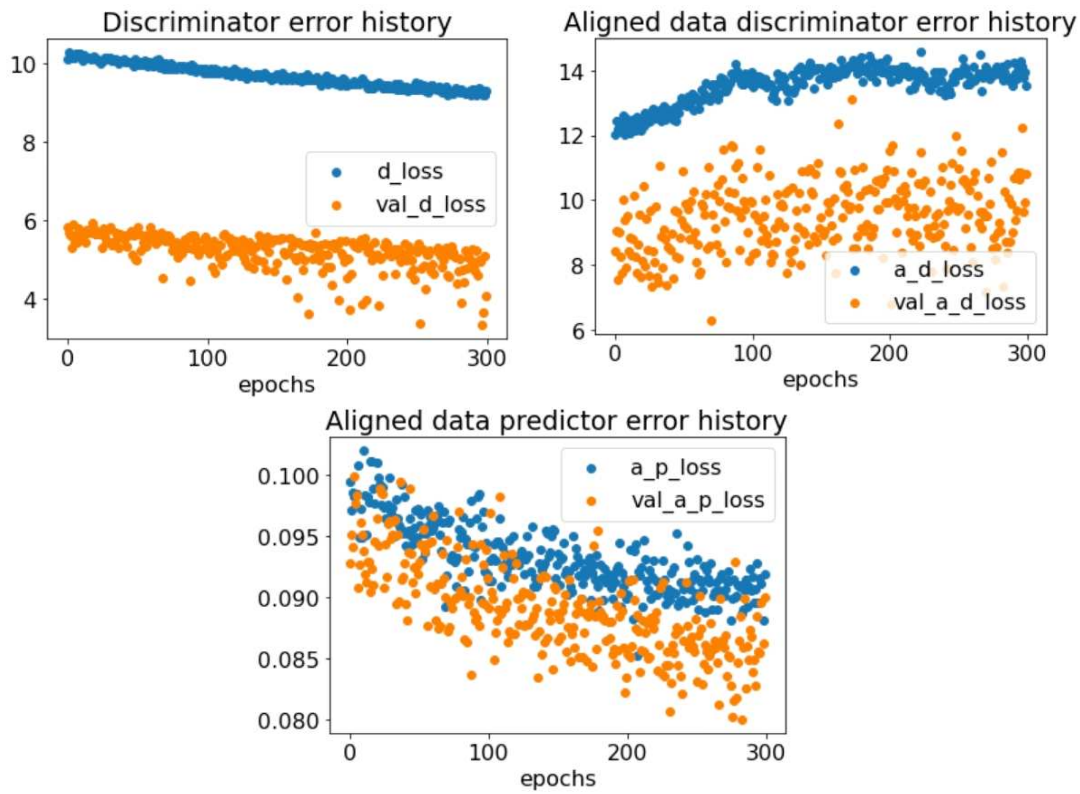 Discriminator error history
10
8
6
4
d_loss
val_d_loss
0 100 200 300
epochs
Aligned data discriminator error history
14
12
10
8
6
a_d_loss
val_a_d_loss
0 100 200 300
epochs
Aligned data predictor error history
0.100
0.095
0.090
0.085
0.080
a_p_loss
val_a_p_loss
0 100 200 300
epochs